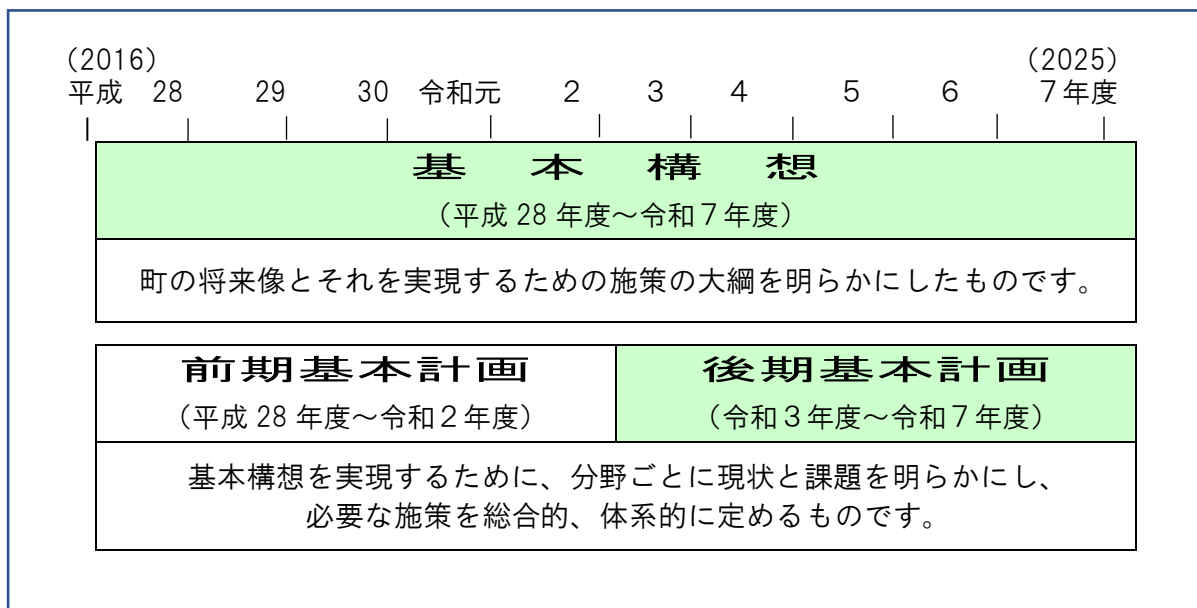 （2016）　（2025）
平成　28　29　30　令和元　２　３　４　５　６　７年度
基　本　構　想
（平成 28 年度～令和７年度）
町の将来像とそれを実現するための施策の大綱を明らかにしたものです。
前期基本計画
（平成 28 年度～令和２年度）
後期基本計画
（令和３年度～令和７年度）
基本構想を実現するために、分野ごとに現状と課題を明らかにし、
必要な施策を総合的、体系的に定めるものです。